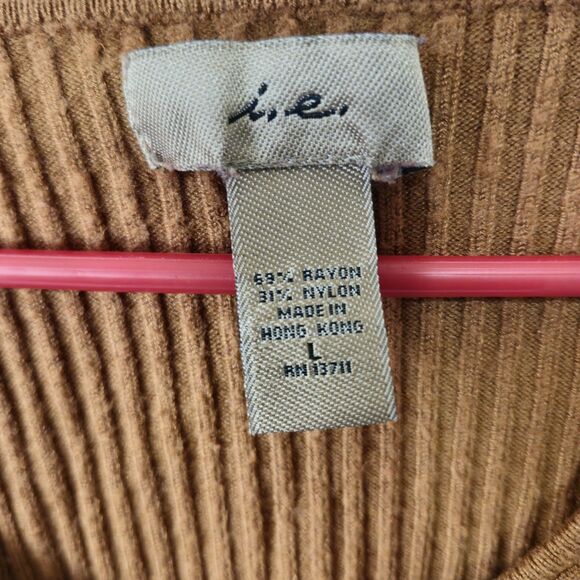 i.e.
69% RAYON
31% NYLON
MADE IN
HONG KONG
L
RN 13711